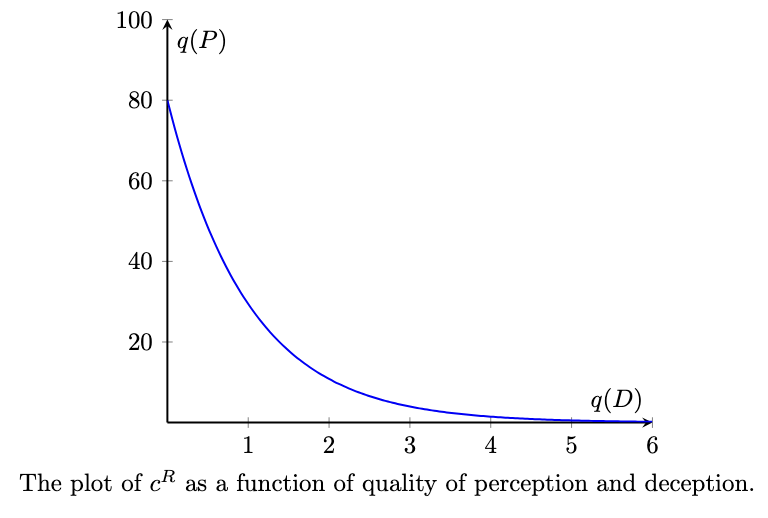 100
q(P)
80
60
40
20
q(D)
1 2 3 4 5 6
The plot of c^R as a function of quality of perception and deception.